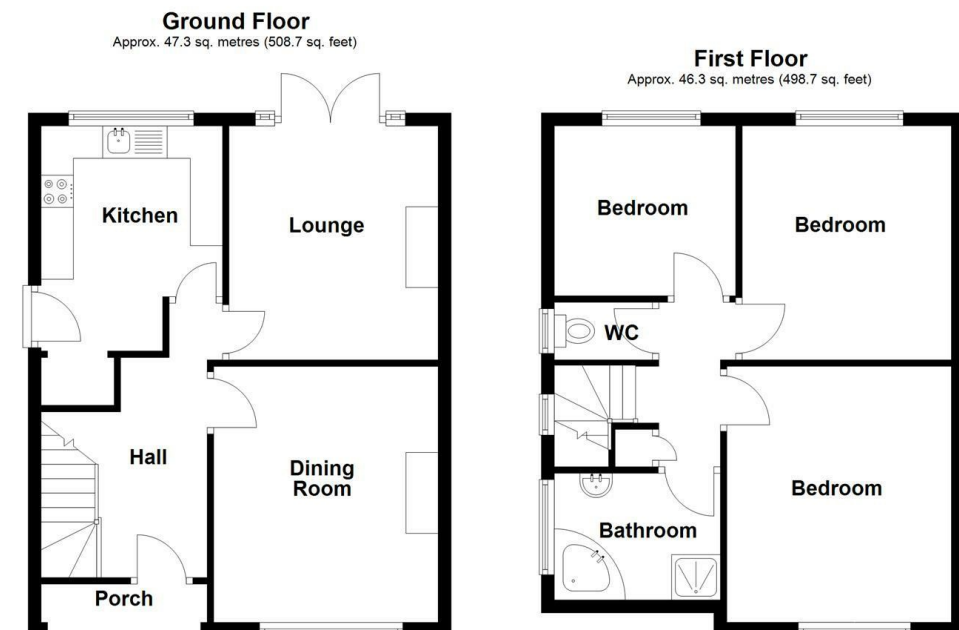 Ground Floor
Approx. 47.3 sq. metres (508.7 sq. feet)
First Floor
Approx. 46.3 sq. metres (498.7 sq. feet)
Kitchen
Lounge
Hall
Dining
Room
Porch
Bedroom
Bedroom
WC
Bedroom
Bathroom